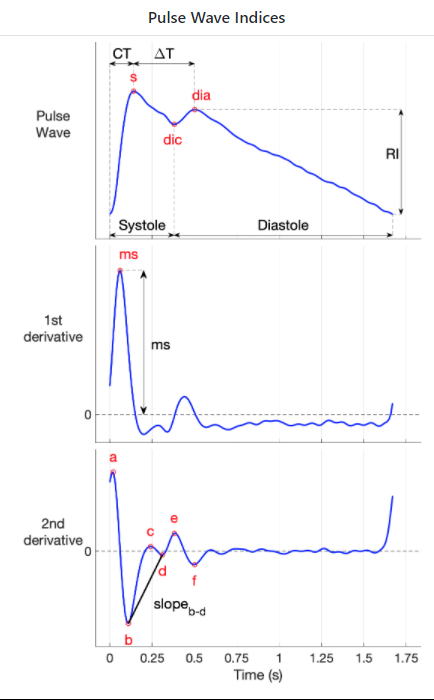 Pulse Wave Indices
CT
ΔT
s
dia
dic
Pulse
Wave
RI
Systole
Diastole
ms
1st
derivative
ms
0
a
2nd
derivative
c
e
0
d
f
slope b-d
b
0
0.25
0.5
0.75
1
1.25
1.5
1.75
Time (s)